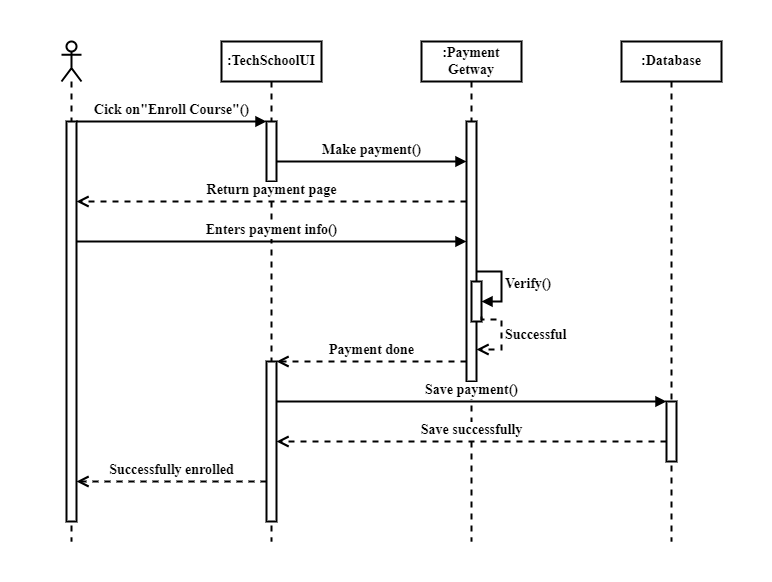 :TechSchoolUI
:Payment
Getway
:Database
Cick on"Enroll Course"()
Make payment()
Return payment page
Enters payment info()
Verify()
Successful
Payment done
Save payment()
Save successfully
Successfully enrolled